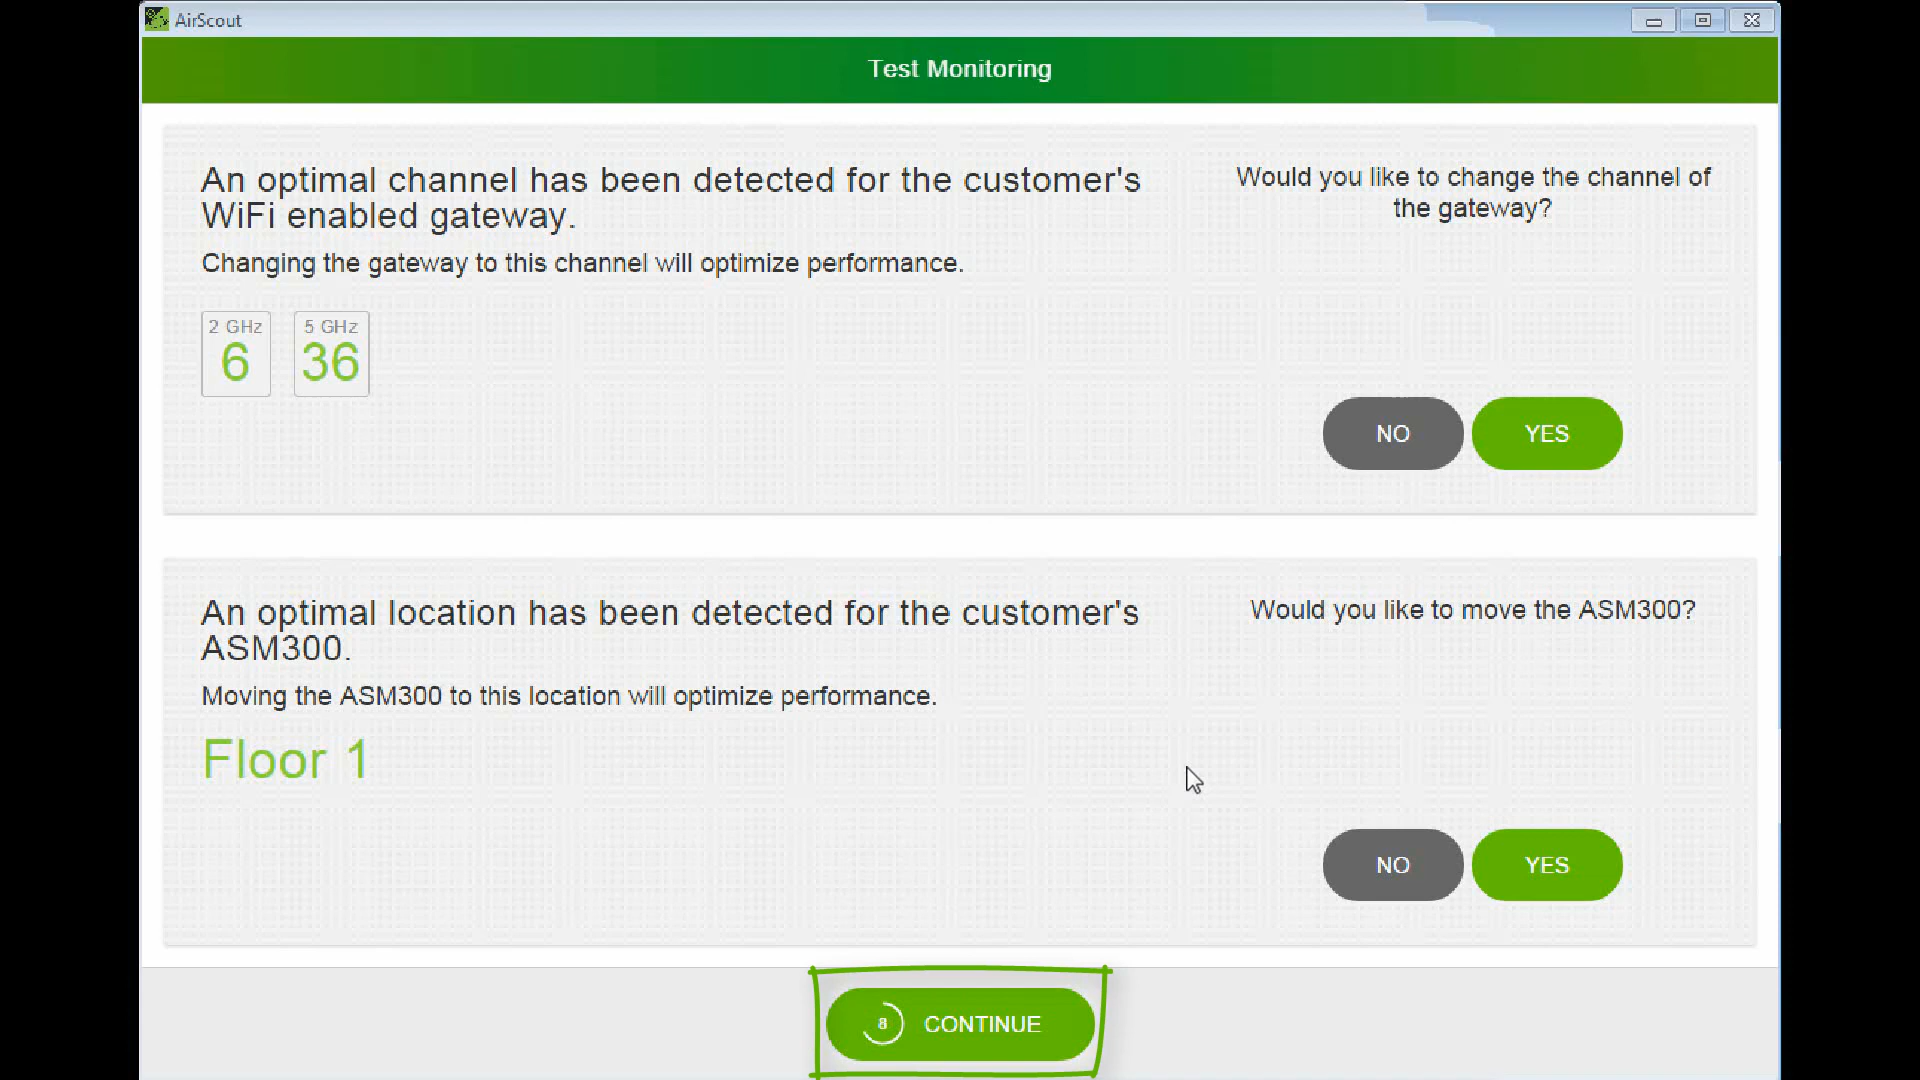 AirScout
Test Monitoring
An optimal channel has been detected for the customer's
WiFi enabled gateway.
Changing the gateway to this channel will optimize performance.
2 GHz
6
5 GHz
36
Would you like to change the channel of
the gateway?
NO
YES
An optimal location has been detected for the customer's
ASM300.
Moving the ASM300 to this location will optimize performance.
Floor 1
Would you like to move the ASM300?
NO
YES
8 CONTINUE